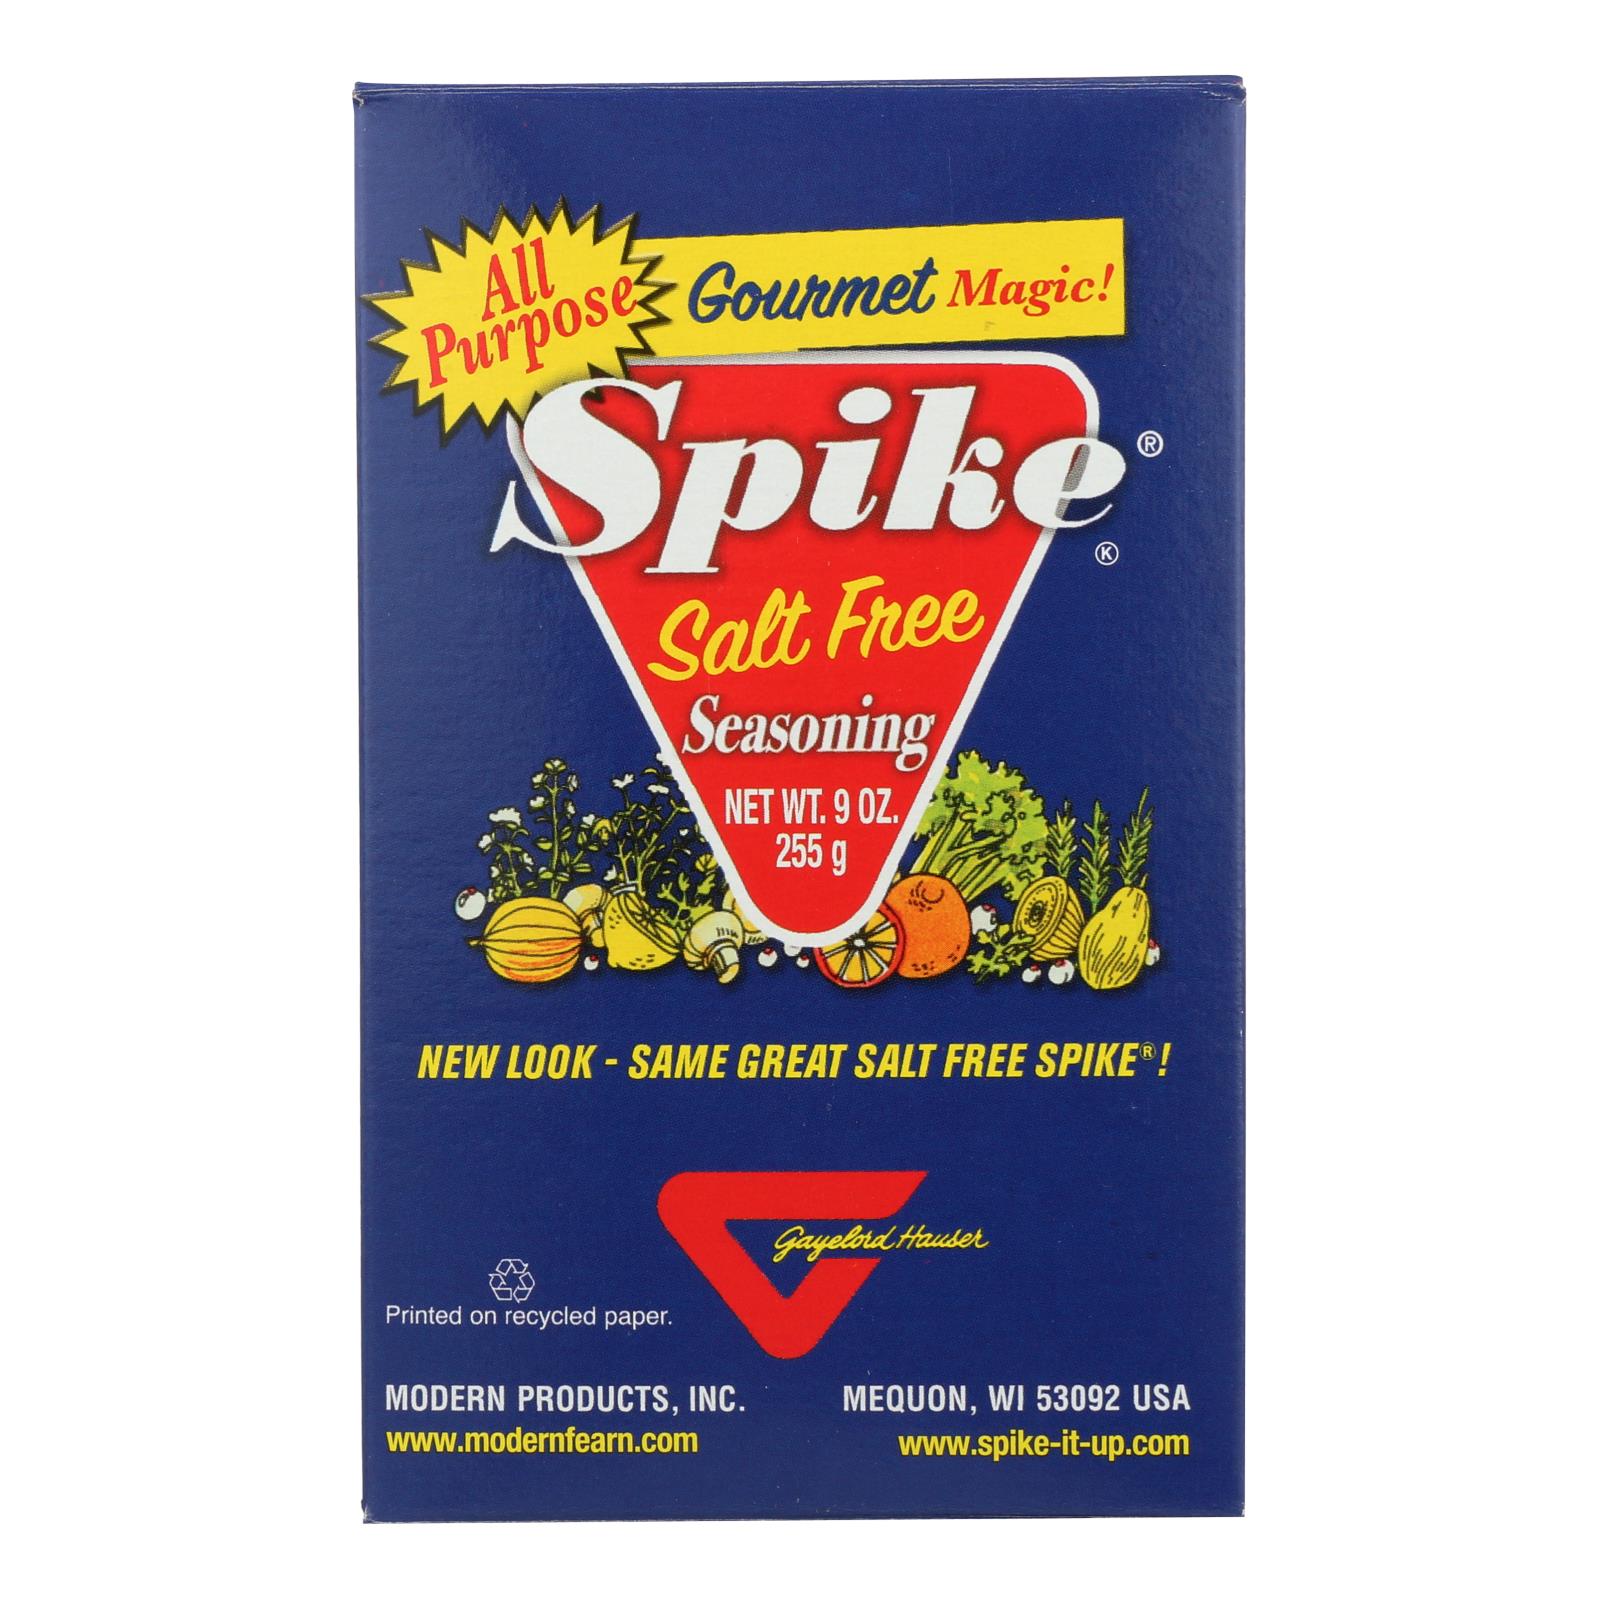 All
Purpose
Gourmet Magic!
Spike®
K
Salt Free
Seasoning
NET WT. 9 OZ.
255 g
NEW LOOK - SAME GREAT SALT FREE SPIKE®!
Gayelord Hauser
Printed on recycled paper.
MODERN PRODUCTS, INC.
MEQUON, WI 53092 USA
www.modernfearn.com
www.spike-it-up.com